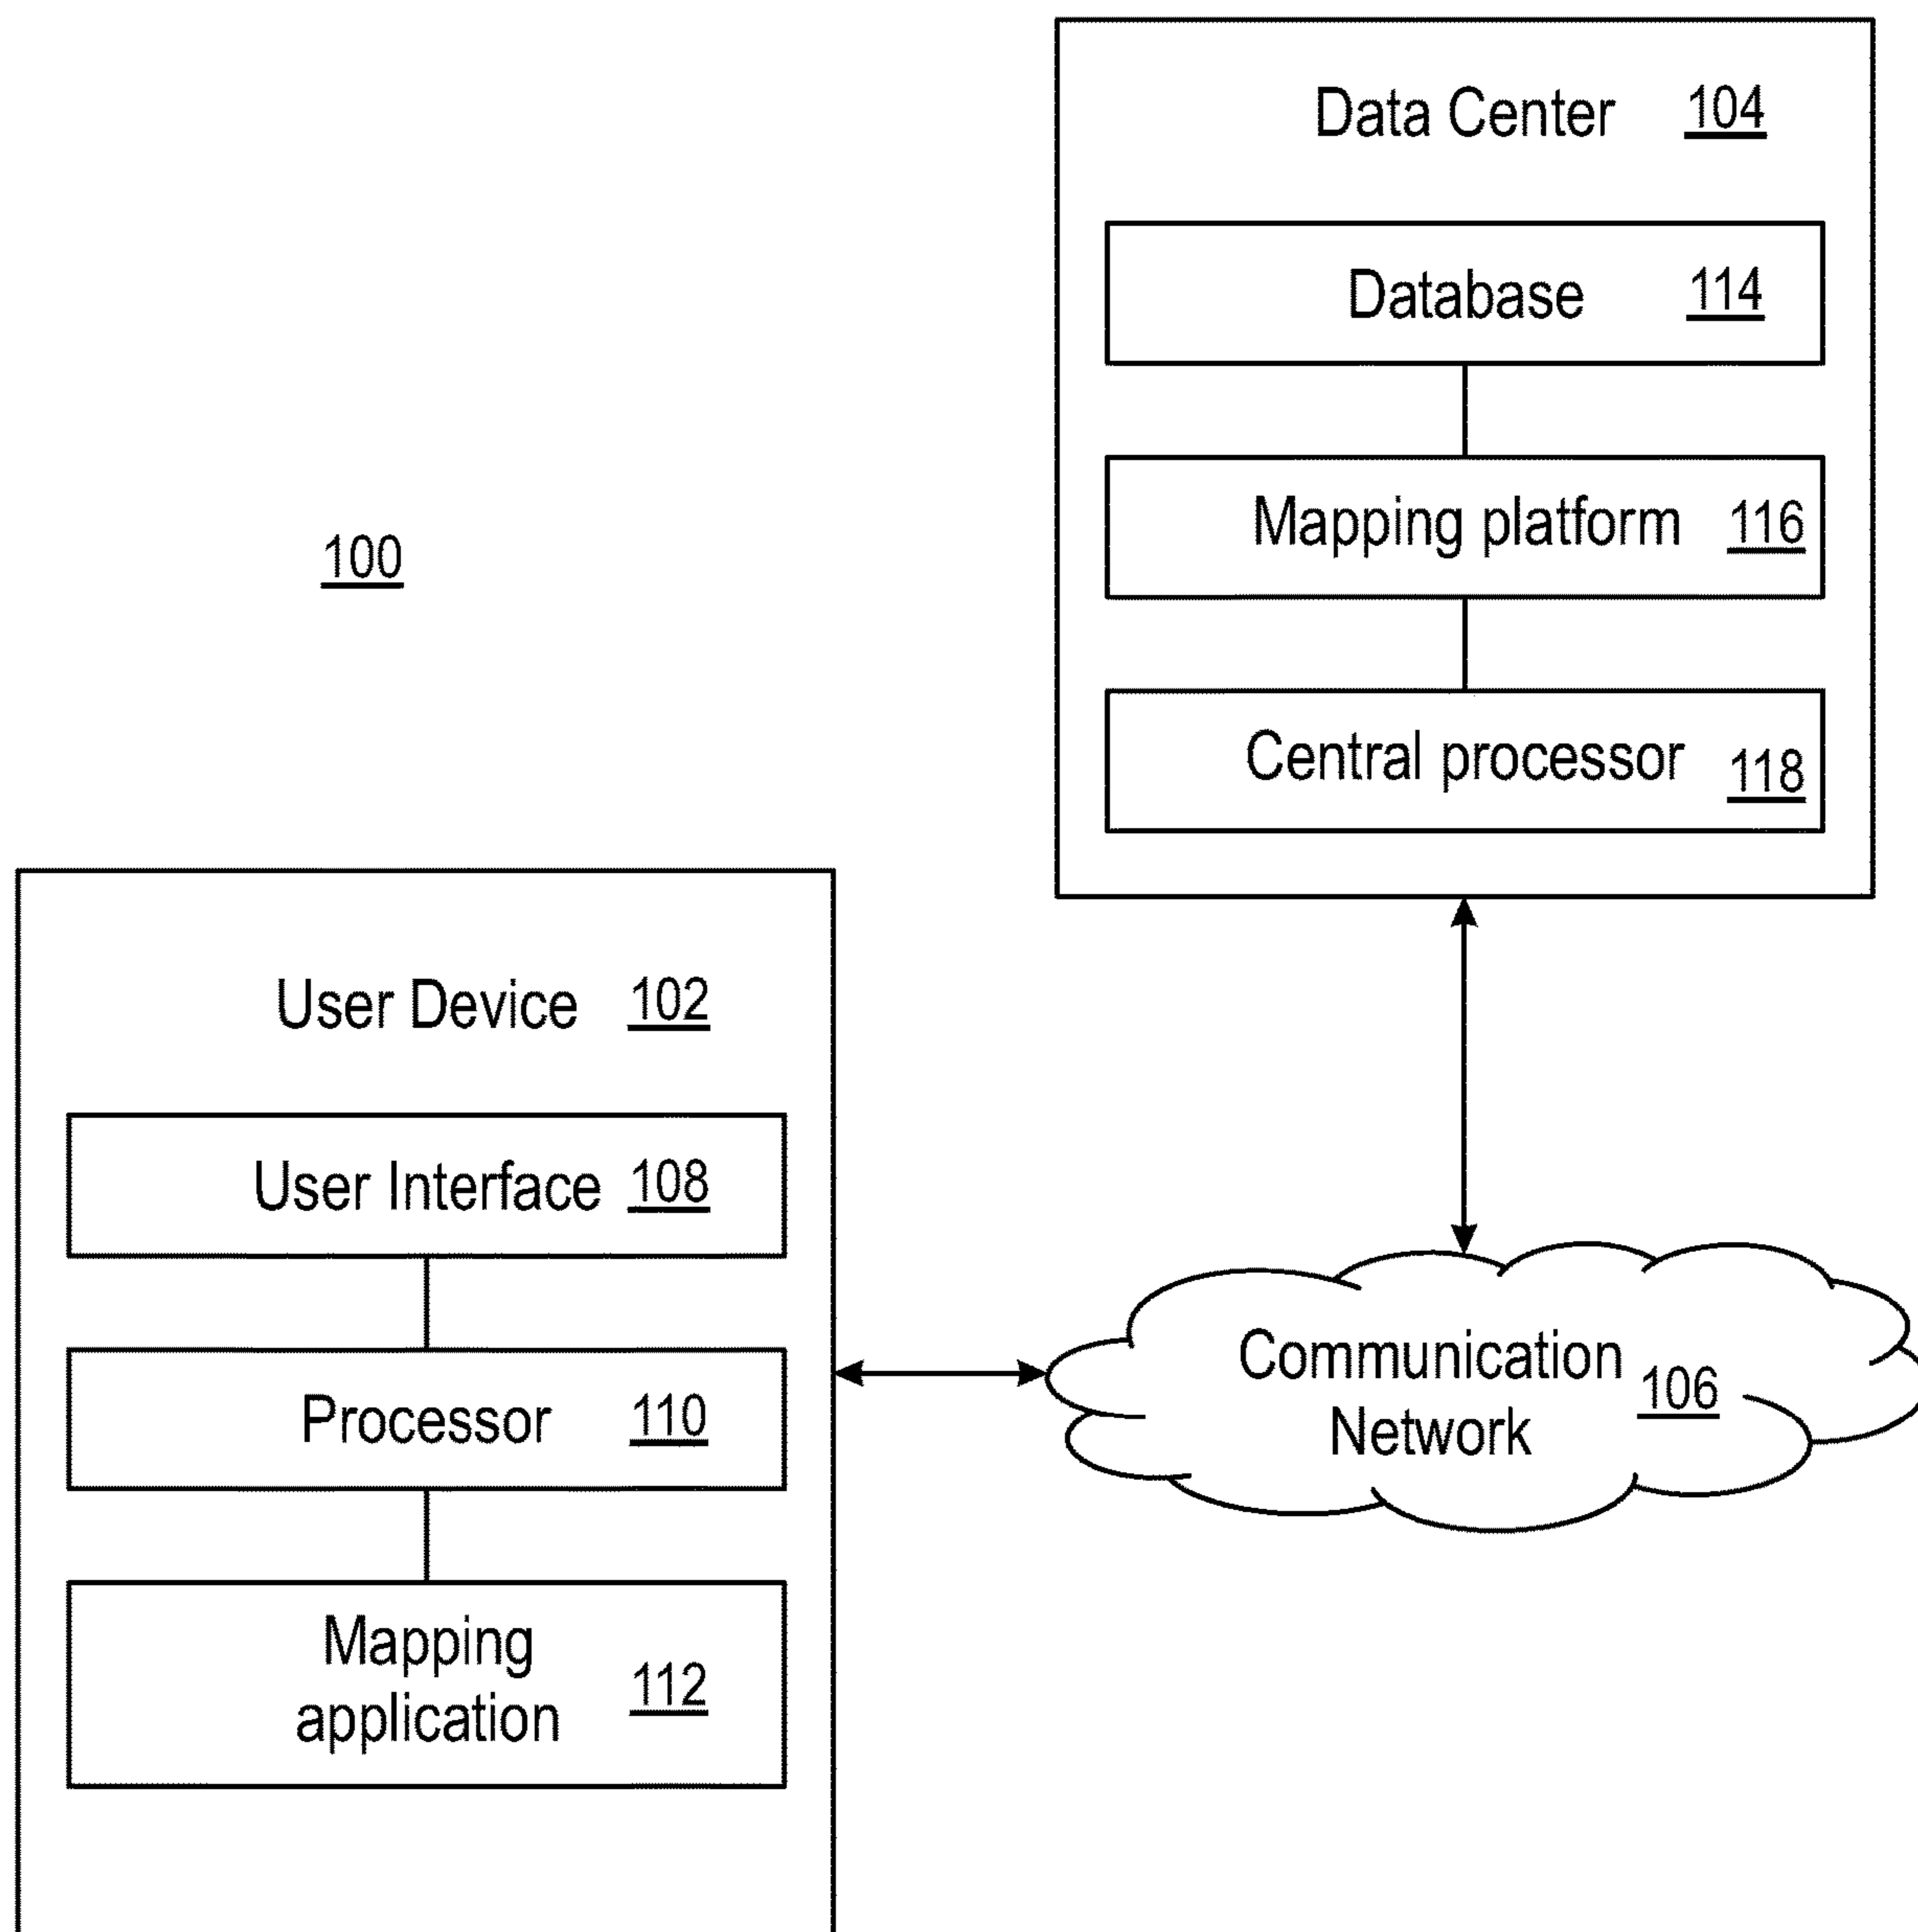 Data Center 104
Database 114
Mapping platform 116
Central processor 118
100
User Device 102
User Interface 108
Processor 110
Mapping
application 112
Communication
Network 106